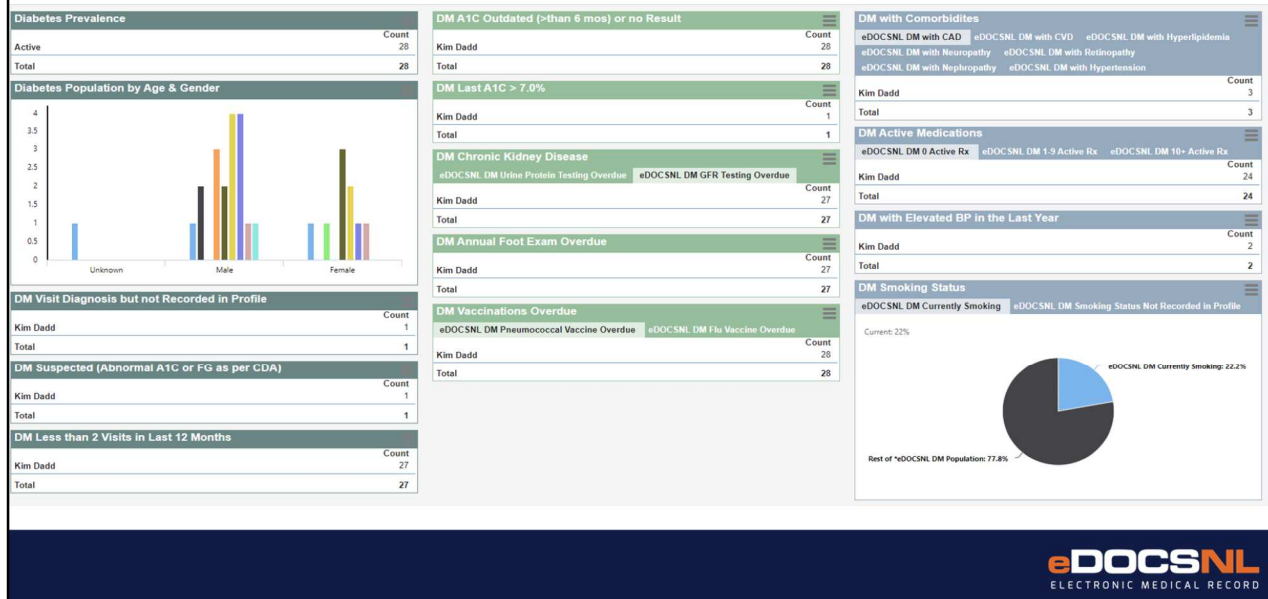 Diabetes Prevalence
Count
Active 28
Total 28
Diabetes Population by Age & Gender
4
3.5
3
2.5
2
1.5
1
0.5
0
Unknown Male Female
DM Visit Diagnosis but not Recorded in Profile
Count
Kim Dadd 1
Total 1
DM Suspected (Abnormal A1C or FG as per CDA)
Count
Kim Dadd 1
Total 1
DM Less than 2 Visits in Last 12 Months
Count
Kim Dadd 27
Total 27
DM A1C Outdated (>than 6 mos) or no Result
Count
Kim Dadd 28
Total 28
DM Last A1C > 7.0%
Count
Kim Dadd 1
Total 1
DM Chronic Kidney Disease
eDOCSNL DM Urine Protein Testing Overdue eDOCSNL DM GFR Testing Overdue
Count
Kim Dadd 27
Total 27
DM Annual Foot Exam Overdue
Count
Kim Dadd 27
Total 27
DM Vaccinations Overdue
eDOCSNL DM Pneumococcal Vaccine Overdue eDOCSNL DM Flu Vaccine Overdue
Count
Kim Dadd 28
Total 28
DM with Comorbidites
eDOCSNL DM with CAD eDOCSNL DM with CVD eDOCSNL DM with Hyperlipidemia
eDOCSNL DM with Neuropathy eDOCSNL DM with Retinopathy
eDOCSNL DM with Nephropathy eDOCSNL DM with Hypertension
Count
Kim Dadd 3
Total 3
DM Active Medications
eDOCSNL DM 0 Active Rx eDOCSNL DM 1-9 Active Rx eDOCSNL DM 10+ Active Rx
Count
Kim Dadd 24
Total 24
DM with Elevated BP in the Last Year
Count
Kim Dadd 2
Total 2
DM Smoking Status
eDOCSNL DM Currently Smoking eDOCSNL DM Smoking Status Not Recorded in Profile
Current: 22%
eDOCSNL DM Currently Smoking: 22.2%
Rest of *eDOCSNL DM Population: 77.8%
eDOCSNL
ELECTRONIC MEDICAL RECORD